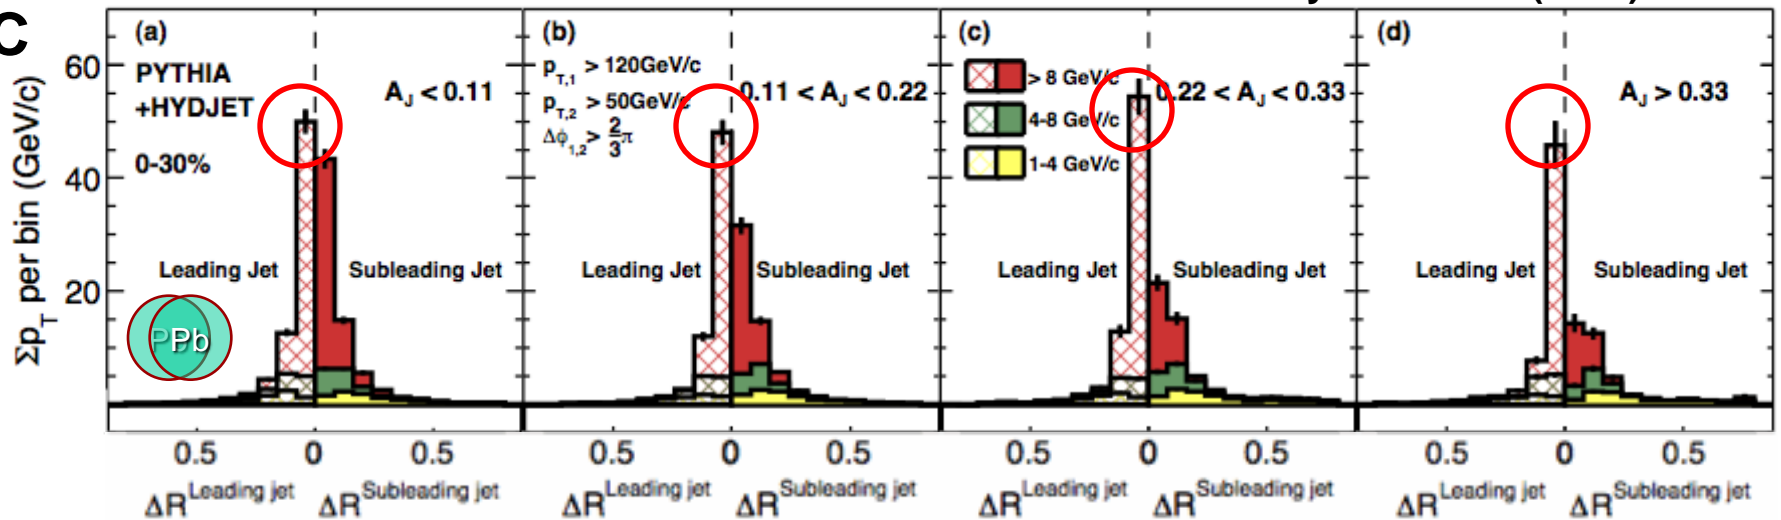 C
(a)
PYTHIA
+HYDJET
0-30%
A_J < 0.11
Leading Jet
Subleading Jet
PPb
(b)
p_T,1 > 120GeV/c
p_T,2 > 50GeV/c
Δϕ_1,2 > 2/3 π
0.11 < A_J < 0.22
Leading Jet
Subleading Jet
(c)
> 8 GeV/c
4-8 GeV/c
1-4 GeV/c
0.22 < A_J < 0.33
Leading Jet
Subleading Jet
(d)
A_J > 0.33
Leading Jet
Subleading Jet
Σp_T per bin (GeV/c)
60
40
20
0.5 0 0.5
0.5 0 0.5
0.5 0 0.5
0.5 0 0.5
ΔR^Leading jet ΔR^Subleading jet
ΔR^Leading jet ΔR^Subleading jet
ΔR^Leading jet ΔR^Subleading jet
ΔR^Leading jet ΔR^Subleading jet